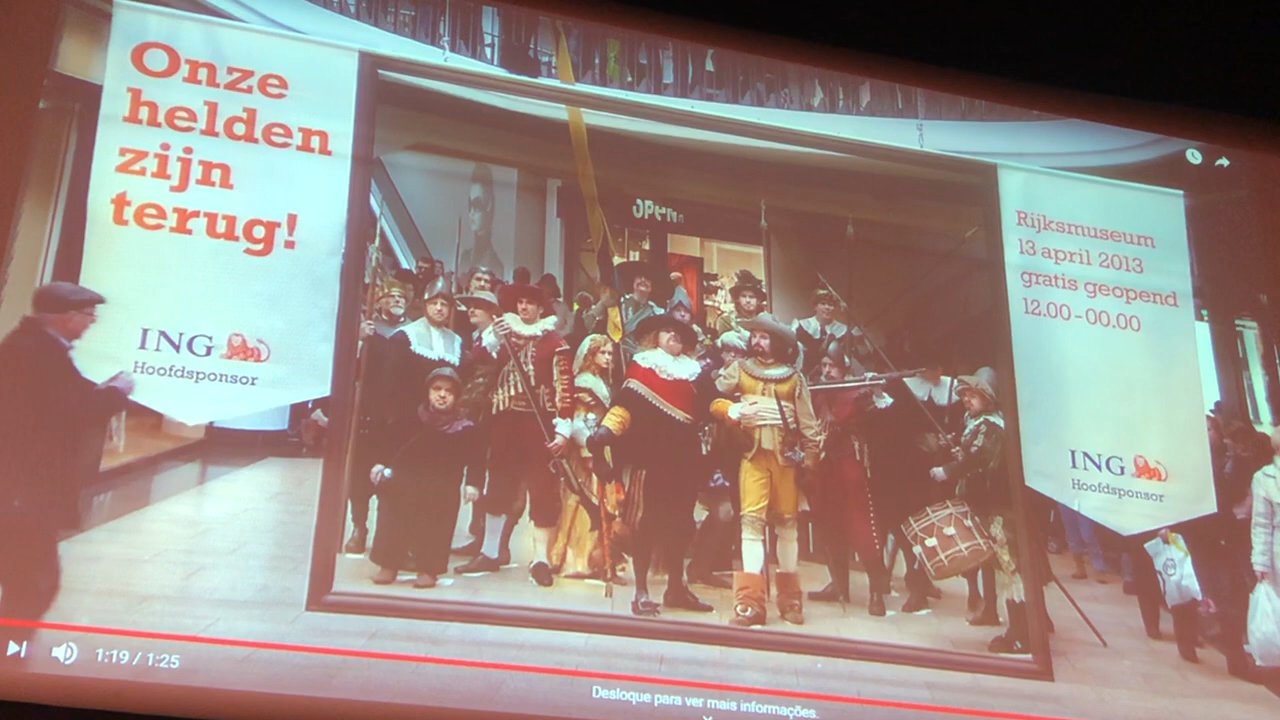 Onze
helden
zijn
terug!
ING
Hoofdsponsor
OPEN
Rijksmuseum
13 april 2013
gratis geopend
12.00-00.00
ING
Hoofdsponsor
1:19 / 1:25
Desloque para ver mais informações.